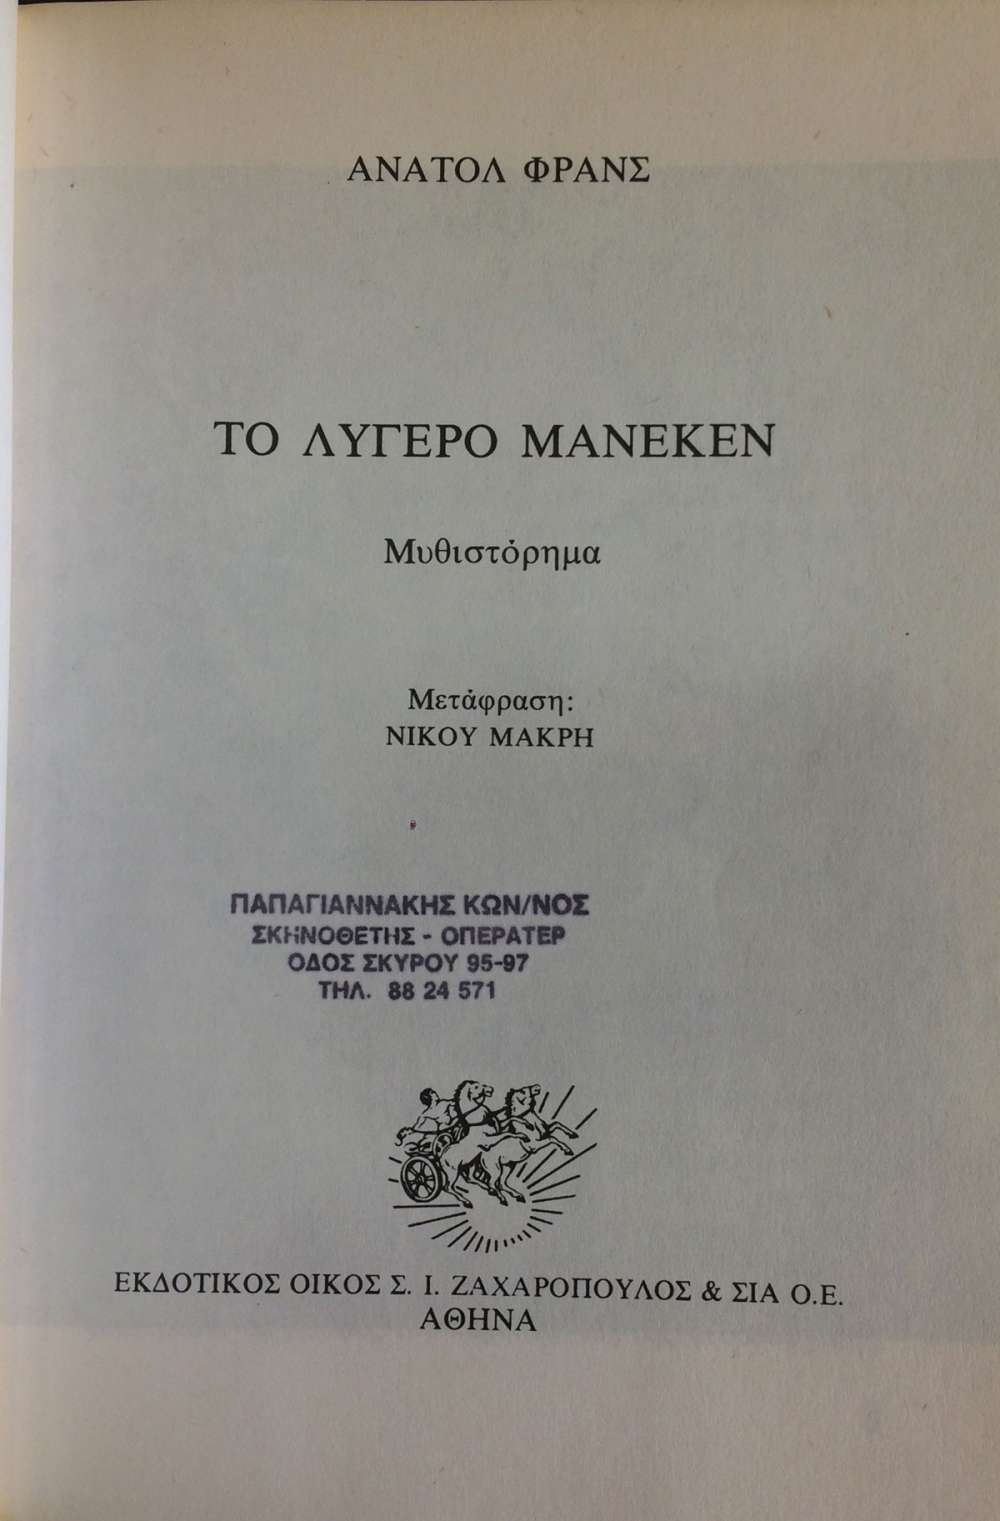 ΑΝΑΤΟΛ ΦΡΑΝΣ
ΤΟ ΛΥΓΕΡΟ ΜΑΝΕΚΕΝ
Μυθιστόρημα
Μετάφραση:
ΝΙΚΟΥ ΜΑΚΡΗ
ΠΑΠΑΓΙΑΝΝΑΚΗΣ ΚΩΝ/ΝΟΣ
ΣΚΗΝΟΘΕΤΗΣ - ΟΠΕΡΑΤΕΡ
ΟΔΟΣ ΣΚΥΡΟΥ 95-97
ΤΗΛ. 88 24 571
ΕΚΔΟΤΙΚΟΣ ΟΙΚΟΣ Σ. Ι. ΖΑΧΑΡΟΠΟΥΛΟΣ & ΣΙΑ Ο.Ε.
ΑΘΗΝΑ